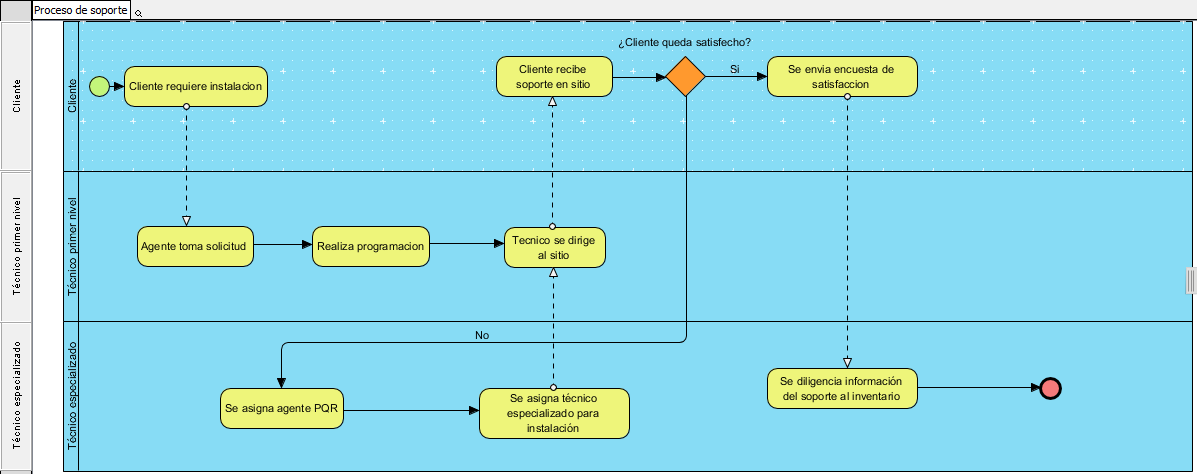 Proceso de soporte
Cliente
Cliente
Cliente requiere instalacion
Cliente recibe
soporte en sitio
¿Cliente queda satisfecho?
Si
Se envia encuesta de
satisfaccion
Técnico primer nivel
Técnico primer nivel
Agente toma solicitud
Realiza programacion
Tecnico se dirige
al sitio
No
Técnico especializado
Técnico especializado
Se asigna agente PQR
Se asigna técnico
especializado para
instalación
Se diligencia información
del soporte al inventario